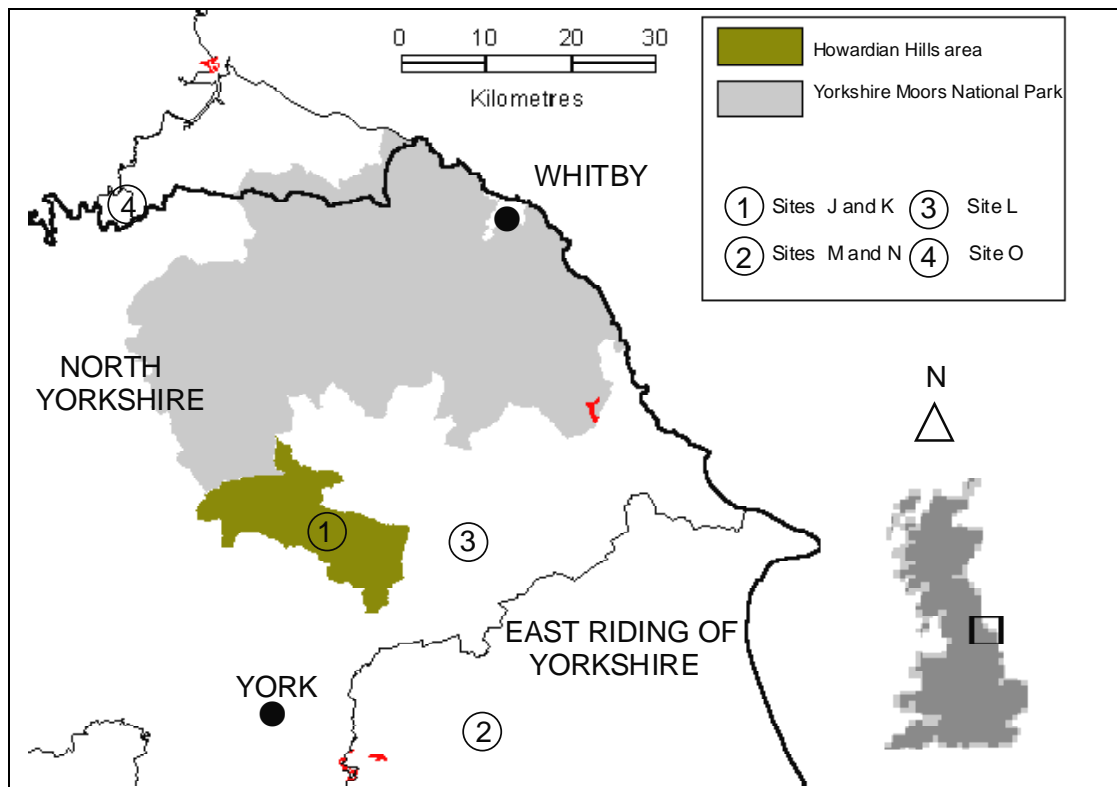 0 10 20 30
Kilometres
Howardian Hills area
Yorkshire Moors National Park
1 Sites J and K 3 Site L
2 Sites M and N 4 Site O
WHITBY
4
NORTH
YORKSHIRE
N
1
3
EAST RIDING OF
YORKSHIRE
YORK
2